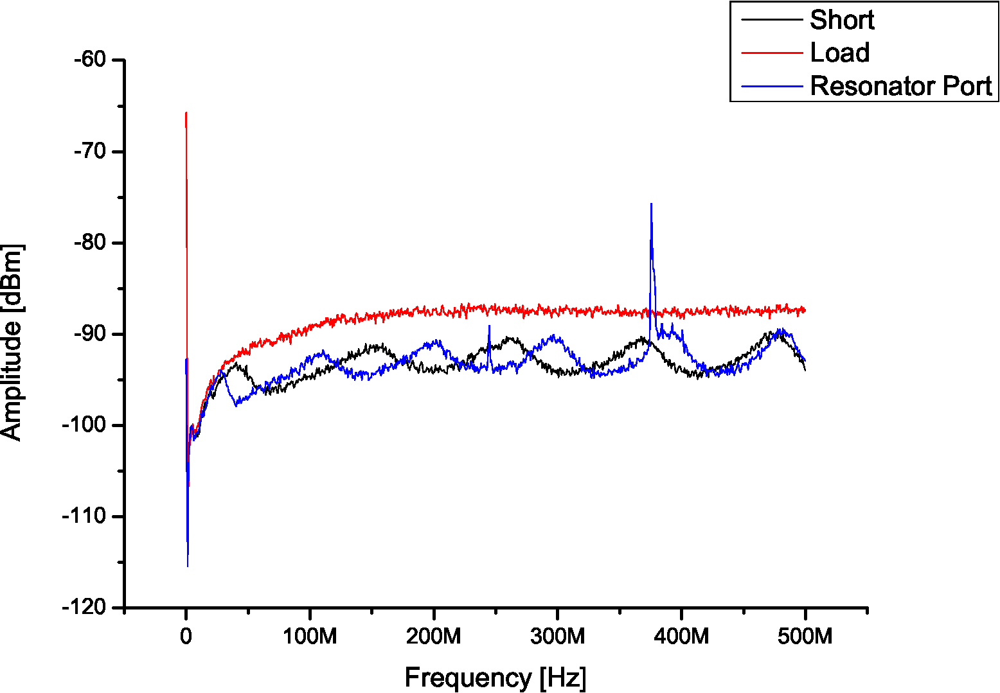 Short
Load
Resonator Port
-60
-70
-80
-90
-100
-110
-120
Amplitude [dBm]
0 100M 200M 300M 400M 500M
Frequency [Hz]